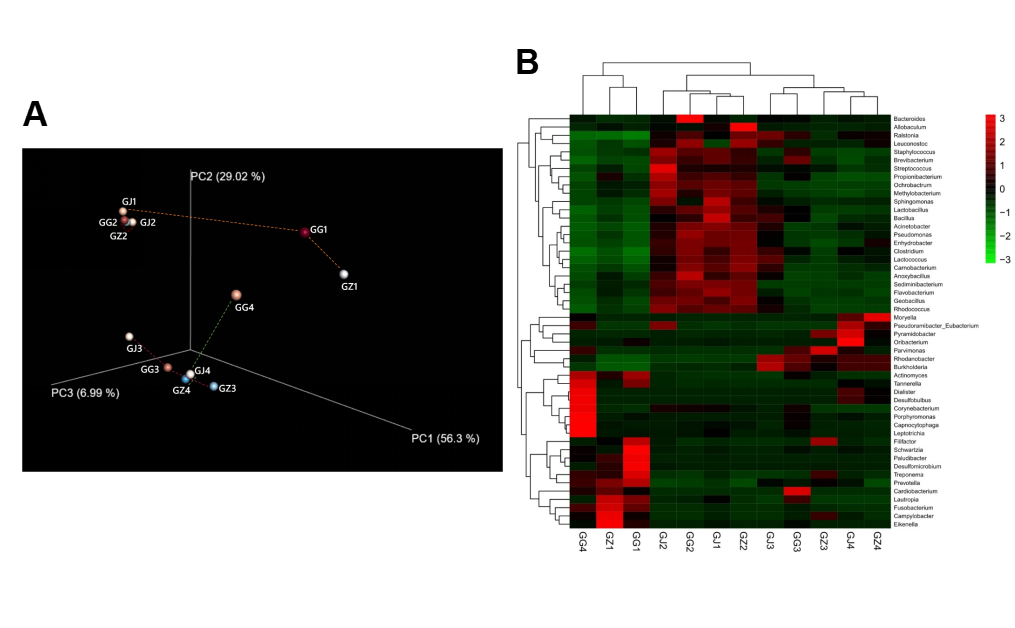 A
PC2 (29.02 %)
GJ1
GG2
GJ2
GZ2
GG1
GZ1
GG4
GJ3
GG3
GJ4
GZ4
GZ3
PC3 (6.99 %)
PC1 (56.3 %)
B
Bacteroides
Allobaculum
Ralstonia
Leuconostoc
Staphylococcus
Brevibacterium
Streptococcus
Propionibacterium
Ochrobactrum
Methylobacterium
Sphingomonas
Lactobacillus
Bacillus
Acinetobacter
Pseudomonas
Enhydrobacter
Clostridium
Lactococcus
Carnobacterium
Anoxybacillus
Sediminibacterium
Flavobacterium
Geobacillus
Rhodococcus
Moryella
Pseudoramibacter_Eubacterium
Pyramidobacter
Oribacterium
Parvimonas
Rhodanobacter
Burkholderia
Actinomyces
Tannerella
Dialister
Desulfobulbus
Corynebacterium
Porphyromonas
Capnocytophaga
Leptotrichia
Filifactor
Schwartzia
Paludibacter
Desulfomicrobium
Treponema
Prevotella
Cardiobacterium
Lautropia
Fusobacterium
Campylobacter
Eikenella
GG4 GZ1 GG1 GJ2 GG2 GJ1 GZ2 GJ3 GG3 GZ3 GJ4 GZ4
3
2
1
0
−1
−2
−3